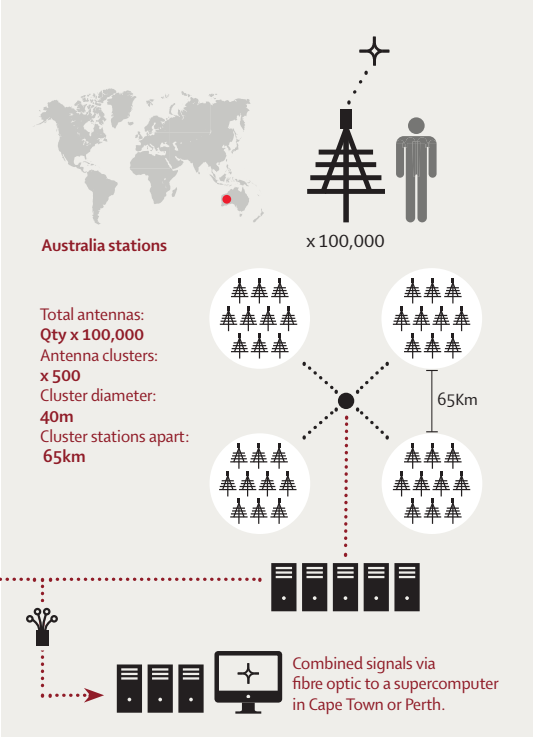 x 100,000
Australia stations
Total antennas:
Qty x 100,000
Antenna clusters:
x 500
Cluster diameter:
40m
Cluster stations apart:
65km
65Km
Combined signals via
fibre optic to a supercomputer
in Cape Town or Perth.